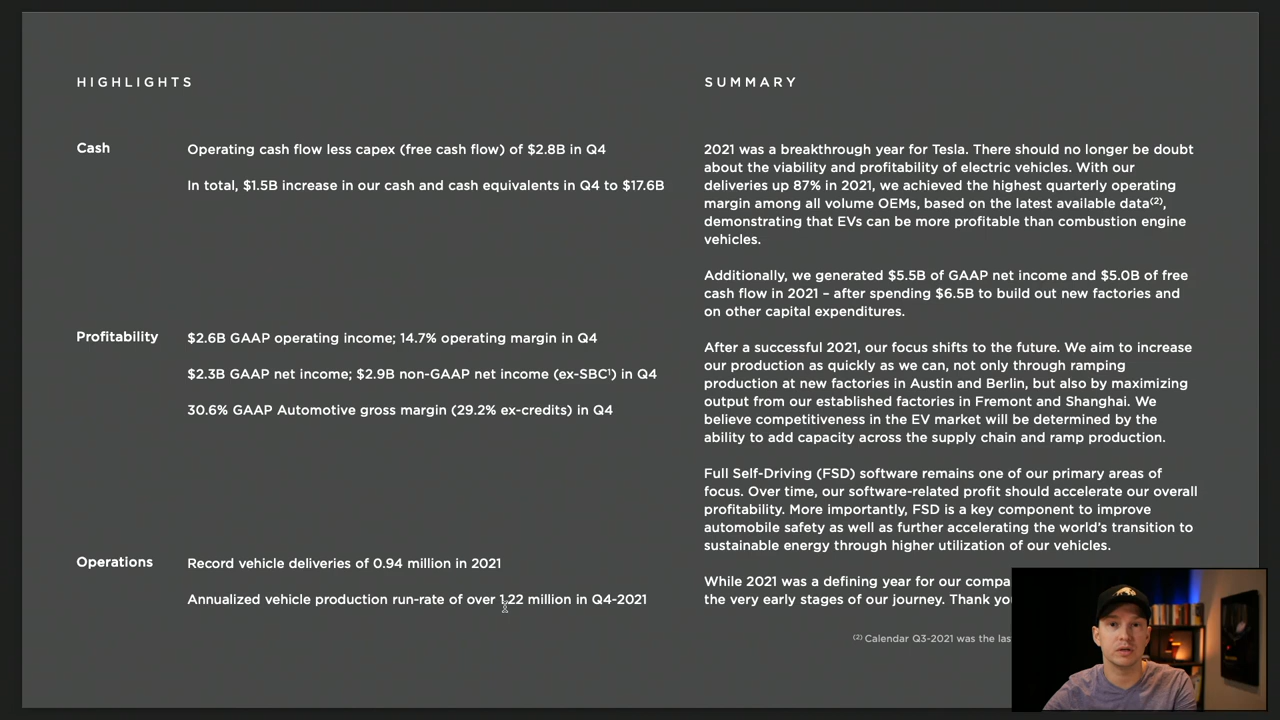 HIGHLIGHTS
Cash
Operating cash flow less capex (free cash flow) of $2.8B in Q4
In total, $1.5B increase in our cash and cash equivalents in Q4 to $17.6B
Profitability
$2.6B GAAP operating income; 14.7% operating margin in Q4
$2.3B GAAP net income; $2.9B non-GAAP net income (ex-SBC¹) in Q4
30.6% GAAP Automotive gross margin (29.2% ex-credits) in Q4
Operations
Record vehicle deliveries of 0.94 million in 2021
Annualized vehicle production run-rate of over 1.22 million in Q4-2021
SUMMARY
2021 was a breakthrough year for Tesla. There should no longer be doubt
about the viability and profitability of electric vehicles. With our
deliveries up 87% in 2021, we achieved the highest quarterly operating
margin among all volume OEMs, based on the latest available data⁽²⁾,
demonstrating that EVs can be more profitable than combustion engine
vehicles.
Additionally, we generated $5.5B of GAAP net income and $5.0B of free
cash flow in 2021 – after spending $6.5B to build out new factories and
on other capital expenditures.
After a successful 2021, our focus shifts to the future. We aim to increase
our production as quickly as we can, not only through ramping
production at new factories in Austin and Berlin, but also by maximizing
output from our established factories in Fremont and Shanghai. We
believe competitiveness in the EV market will be determined by the
ability to add capacity across the supply chain and ramp production.
Full Self-Driving (FSD) software remains one of our primary areas of
focus. Over time, our software-related profit should accelerate our overall
profitability. More importantly, FSD is a key component to improve
automobile safety as well as further accelerating the world's transition to
sustainable energy through higher utilization of our vehicles.
While 2021 was a defining year for our compa
the very early stages of our journey. Thank you
⁽²⁾ Calendar Q3-2021 was the las